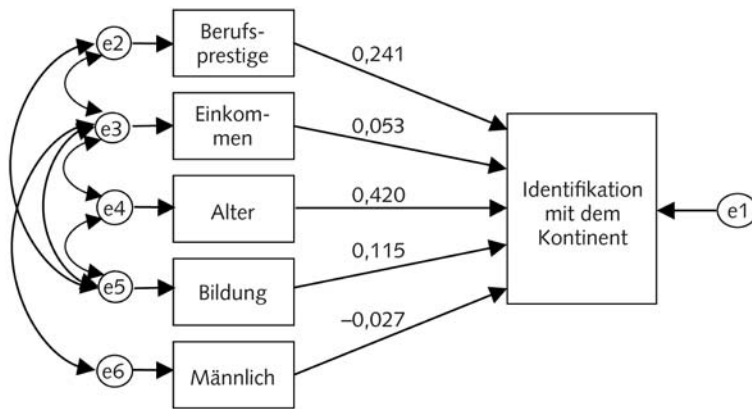 e2
Berufs-
prestige
0,241
e3
Einkom-
men
0,053
e4
Alter
0,420
e5
Bildung
0,115
e6
Männlich
–0,027
Identifikation
mit dem
Kontinent
e1